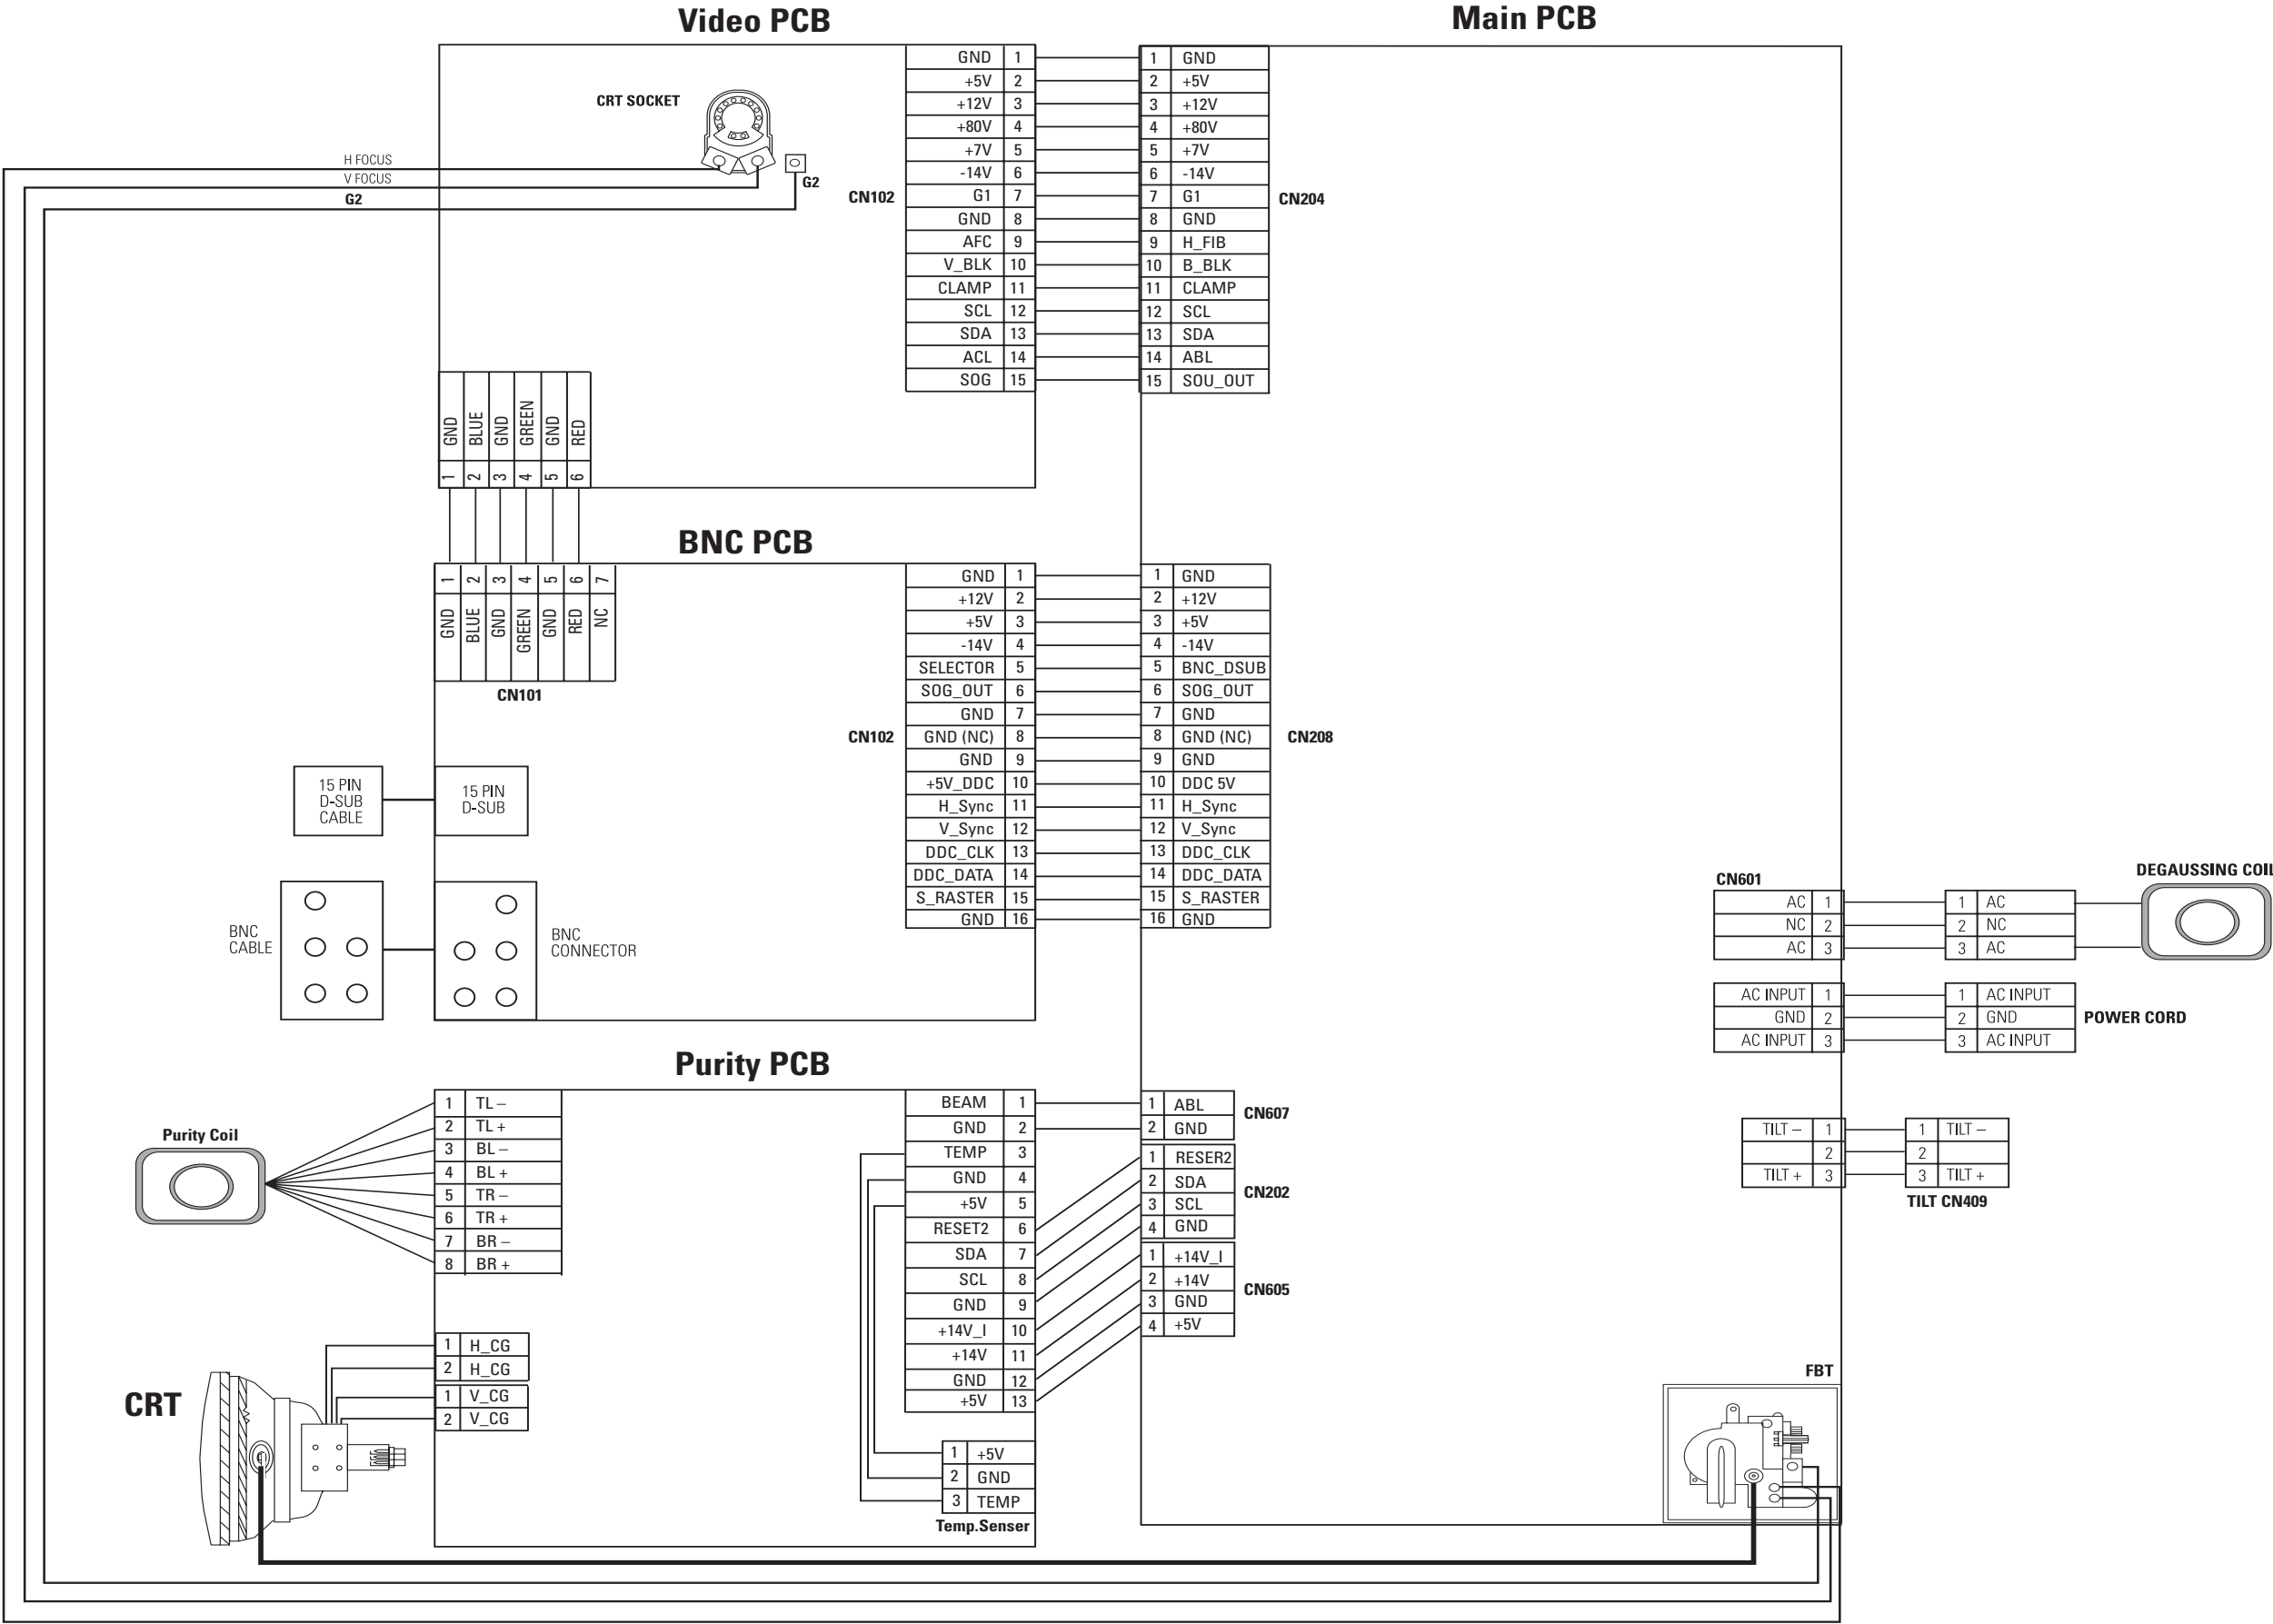 Video PCB
Main PCB
CRT SOCKET
H FOCUS
V FOCUS
G2
G2
CN102
GND 1
+5V 2
+12V 3
+80V 4
+7V 5
-14V 6
G1 7
GND 8
AFC 9
V_BLK 10
CLAMP 11
SCL 12
SDA 13
ACL 14
SOG 15
1 GND
2 +5V
3 +12V
4 +80V
5 +7V
6 -14V
7 G1
8 GND
9 H_FIB
10 B_BLK
11 CLAMP
12 SCL
13 SDA
14 ABL
15 SOU_OUT
CN204
GND BLUE GND GREEN GND RED
1 2 3 4 5 6
BNC PCB
1 2 3 4 5 6 7
GND BLUE GND GREEN GND RED NC
CN101
CN102
GND 1
+12V 2
+5V 3
-14V 4
SELECTOR 5
SOG_OUT 6
GND 7
GND (NC) 8
GND 9
+5V_DDC 10
H_Sync 11
V_Sync 12
DDC_CLK 13
DDC_DATA 14
S_RASTER 15
GND 16
1 GND
2 +12V
3 +5V
4 -14V
5 BNC_DSUB
6 SOG_OUT
7 GND
8 GND (NC)
9 GND
10 DDC 5V
11 H_Sync
12 V_Sync
13 DDC_CLK
14 DDC_DATA
15 S_RASTER
16 GND
CN208
15 PIN
D-SUB
CABLE
15 PIN
D-SUB
BNC
CABLE
BNC
CONNECTOR
CN601
AC 1
NC 2
AC 3
1 AC
2 NC
3 AC
DEGAUSSING COIL
AC INPUT 1
GND 2
AC INPUT 3
1 AC INPUT
2 GND
3 AC INPUT
POWER CORD
TILT – 1
2
TILT + 3
1 TILT –
2
3 TILT +
TILT CN409
Purity PCB
Purity Coil
1 TL –
2 TL +
3 BL –
4 BL +
5 TR –
6 TR +
7 BR –
8 BR +
BEAM 1
GND 2
TEMP 3
GND 4
+5V 5
RESET2 6
SDA 7
SCL 8
GND 9
+14V_I 10
+14V 11
GND 12
+5V 13
1 ABL
2 GND
CN607
1 RESER2
2 SDA
3 SCL
4 GND
CN202
1 +14V_I
2 +14V
3 GND
4 +5V
CN605
CRT
1 H_CG
2 H_CG
1 V_CG
2 V_CG
1 +5V
2 GND
3 TEMP
Temp.Senser
FBT